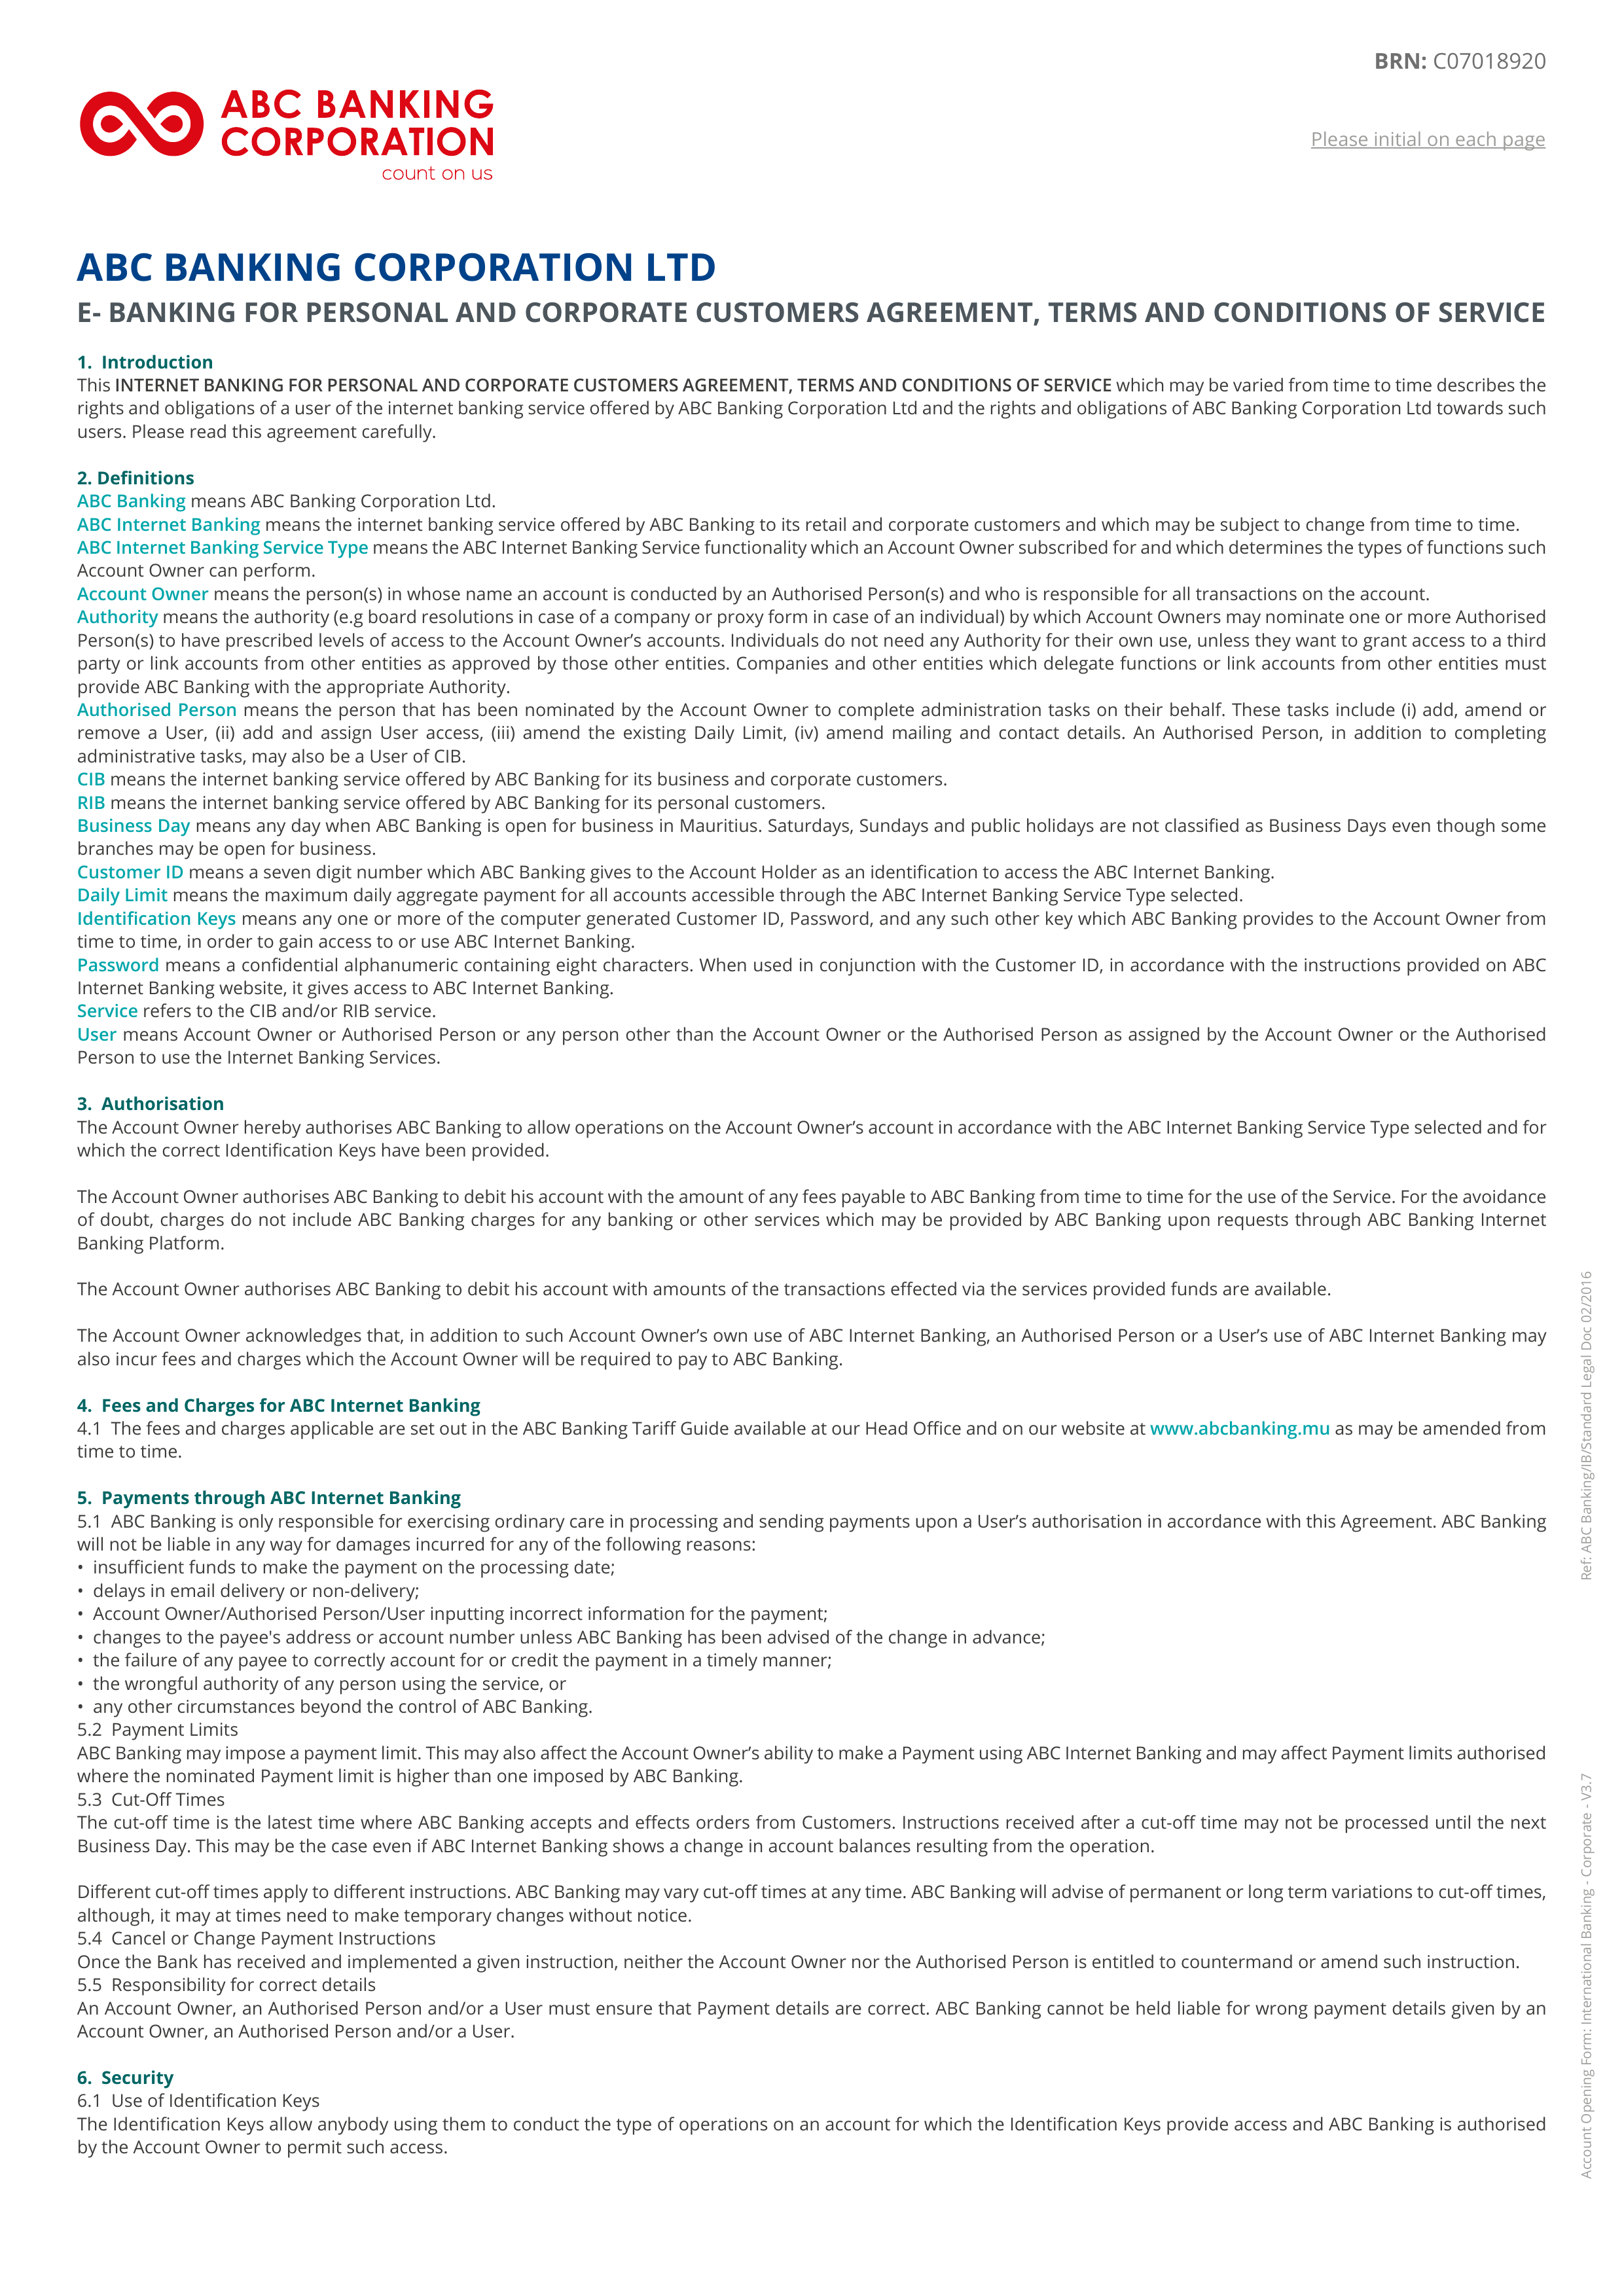 BRN: C07018920
ABC BANKING
CORPORATION
count on us
Please initial on each page
ABC BANKING CORPORATION LTD
E- BANKING FOR PERSONAL AND CORPORATE CUSTOMERS AGREEMENT, TERMS AND CONDITIONS OF SERVICE
1. Introduction
This INTERNET BANKING FOR PERSONAL AND CORPORATE CUSTOMERS AGREEMENT, TERMS AND CONDITIONS OF SERVICE which may be varied from time to time describes the
rights and obligations of a user of the internet banking service offered by ABC Banking Corporation Ltd and the rights and obligations of ABC Banking Corporation Ltd towards such
users. Please read this agreement carefully.
2. Definitions
ABC Banking means ABC Banking Corporation Ltd.
ABC Internet Banking means the internet banking service offered by ABC Banking to its retail and corporate customers and which may be subject to change from time to time.
ABC Internet Banking Service Type means the ABC Internet Banking Service functionality which an Account Owner subscribed for and which determines the types of functions such
Account Owner can perform.
Account Owner means the person(s) in whose name an account is conducted by an Authorised Person(s) and who is responsible for all transactions on the account.
Authority means the authority (e.g board resolutions in case of a company or proxy form in case of an individual) by which Account Owners may nominate one or more Authorised
Person(s) to have prescribed levels of access to the Account Owner's accounts. Individuals do not need any Authority for their own use, unless they want to grant access to a third
party or link accounts from other entities as approved by those other entities. Companies and other entities which delegate functions or link accounts from other entities must
provide ABC Banking with the appropriate Authority.
Authorised Person means the person that has been nominated by the Account Owner to complete administration tasks on their behalf. These tasks include (i) add, amend or
remove a User, (ii) add and assign User access, (iii) amend the existing Daily Limit, (iv) amend mailing and contact details. An Authorised Person, in addition to completing
administrative tasks, may also be a User of CIB.
CIB means the internet banking service offered by ABC Banking for its business and corporate customers.
RIB means the internet banking service offered by ABC Banking for its personal customers.
Business Day means any day when ABC Banking is open for business in Mauritius. Saturdays, Sundays and public holidays are not classified as Business Days even though some
branches may be open for business.
Customer ID means a seven digit number which ABC Banking gives to the Account Holder as an identification to access the ABC Internet Banking.
Daily Limit means the maximum daily aggregate payment for all accounts accessible through the ABC Internet Banking Service Type selected.
Identification Keys means any one or more of the computer generated Customer ID, Password, and any such other key which ABC Banking provides to the Account Owner from
time to time, in order to gain access to or use ABC Internet Banking.
Password means a confidential alphanumeric containing eight characters. When used in conjunction with the Customer ID, in accordance with the instructions provided on ABC
Internet Banking website, it gives access to ABC Internet Banking.
Service refers to the CIB and/or RIB service.
User means Account Owner or Authorised Person or any person other than the Account Owner or the Authorised Person as assigned by the Account Owner or the Authorised
Person to use the Internet Banking Services.
3. Authorisation
The Account Owner hereby authorises ABC Banking to allow operations on the Account Owner's account in accordance with the ABC Internet Banking Service Type selected and for
which the correct Identification Keys have been provided.
The Account Owner authorises ABC Banking to debit his account with the amount of any fees payable to ABC Banking from time to time for the use of the Service. For the avoidance
of doubt, charges do not include ABC Banking charges for any banking or other services which may be provided by ABC Banking upon requests through ABC Banking Internet
Banking Platform.
The Account Owner authorises ABC Banking to debit his account with amounts of the transactions effected via the services provided funds are available.
The Account Owner acknowledges that, in addition to such Account Owner's own use of ABC Internet Banking, an Authorised Person or a User's use of ABC Internet Banking may
also incur fees and charges which the Account Owner will be required to pay to ABC Banking.
4. Fees and Charges for ABC Internet Banking
4.1 The fees and charges applicable are set out in the ABC Banking Tariff Guide available at our Head Office and on our website at www.abcbanking.mu as may be amended from
time to time.
5. Payments through ABC Internet Banking
5.1 ABC Banking is only responsible for exercising ordinary care in processing and sending payments upon a User's authorisation in accordance with this Agreement. ABC Banking
will not be liable in any way for damages incurred for any of the following reasons:
• insufficient funds to make the payment on the processing date;
• delays in email delivery or non-delivery;
• Account Owner/Authorised Person/User inputting incorrect information for the payment;
• changes to the payee's address or account number unless ABC Banking has been advised of the change in advance;
• the failure of any payee to correctly account for or credit the payment in a timely manner;
• the wrongful authority of any person using the service, or
• any other circumstances beyond the control of ABC Banking.
5.2 Payment Limits
ABC Banking may impose a payment limit. This may also affect the Account Owner's ability to make a Payment using ABC Internet Banking and may affect Payment limits authorised
where the nominated Payment limit is higher than one imposed by ABC Banking.
5.3 Cut-Off Times
The cut-off time is the latest time where ABC Banking accepts and effects orders from Customers. Instructions received after a cut-off time may not be processed until the next
Business Day. This may be the case even if ABC Internet Banking shows a change in account balances resulting from the operation.
Different cut-off times apply to different instructions. ABC Banking may vary cut-off times at any time. ABC Banking will advise of permanent or long term variations to cut-off times,
although, it may at times need to make temporary changes without notice.
5.4 Cancel or Change Payment Instructions
Once the Bank has received and implemented a given instruction, neither the Account Owner nor the Authorised Person is entitled to countermand or amend such instruction.
5.5 Responsibility for correct details
An Account Owner, an Authorised Person and/or a User must ensure that Payment details are correct. ABC Banking cannot be held liable for wrong payment details given by an
Account Owner, an Authorised Person and/or a User.
6. Security
6.1 Use of Identification Keys
The Identification Keys allow anybody using them to conduct the type of operations on an account for which the Identification Keys provide access and ABC Banking is authorised
by the Account Owner to permit such access.
Ref: ABC Banking/IB/Standard Legal Doc 02/2016
Account Opening Form: International Banking - Corporate - V3.7